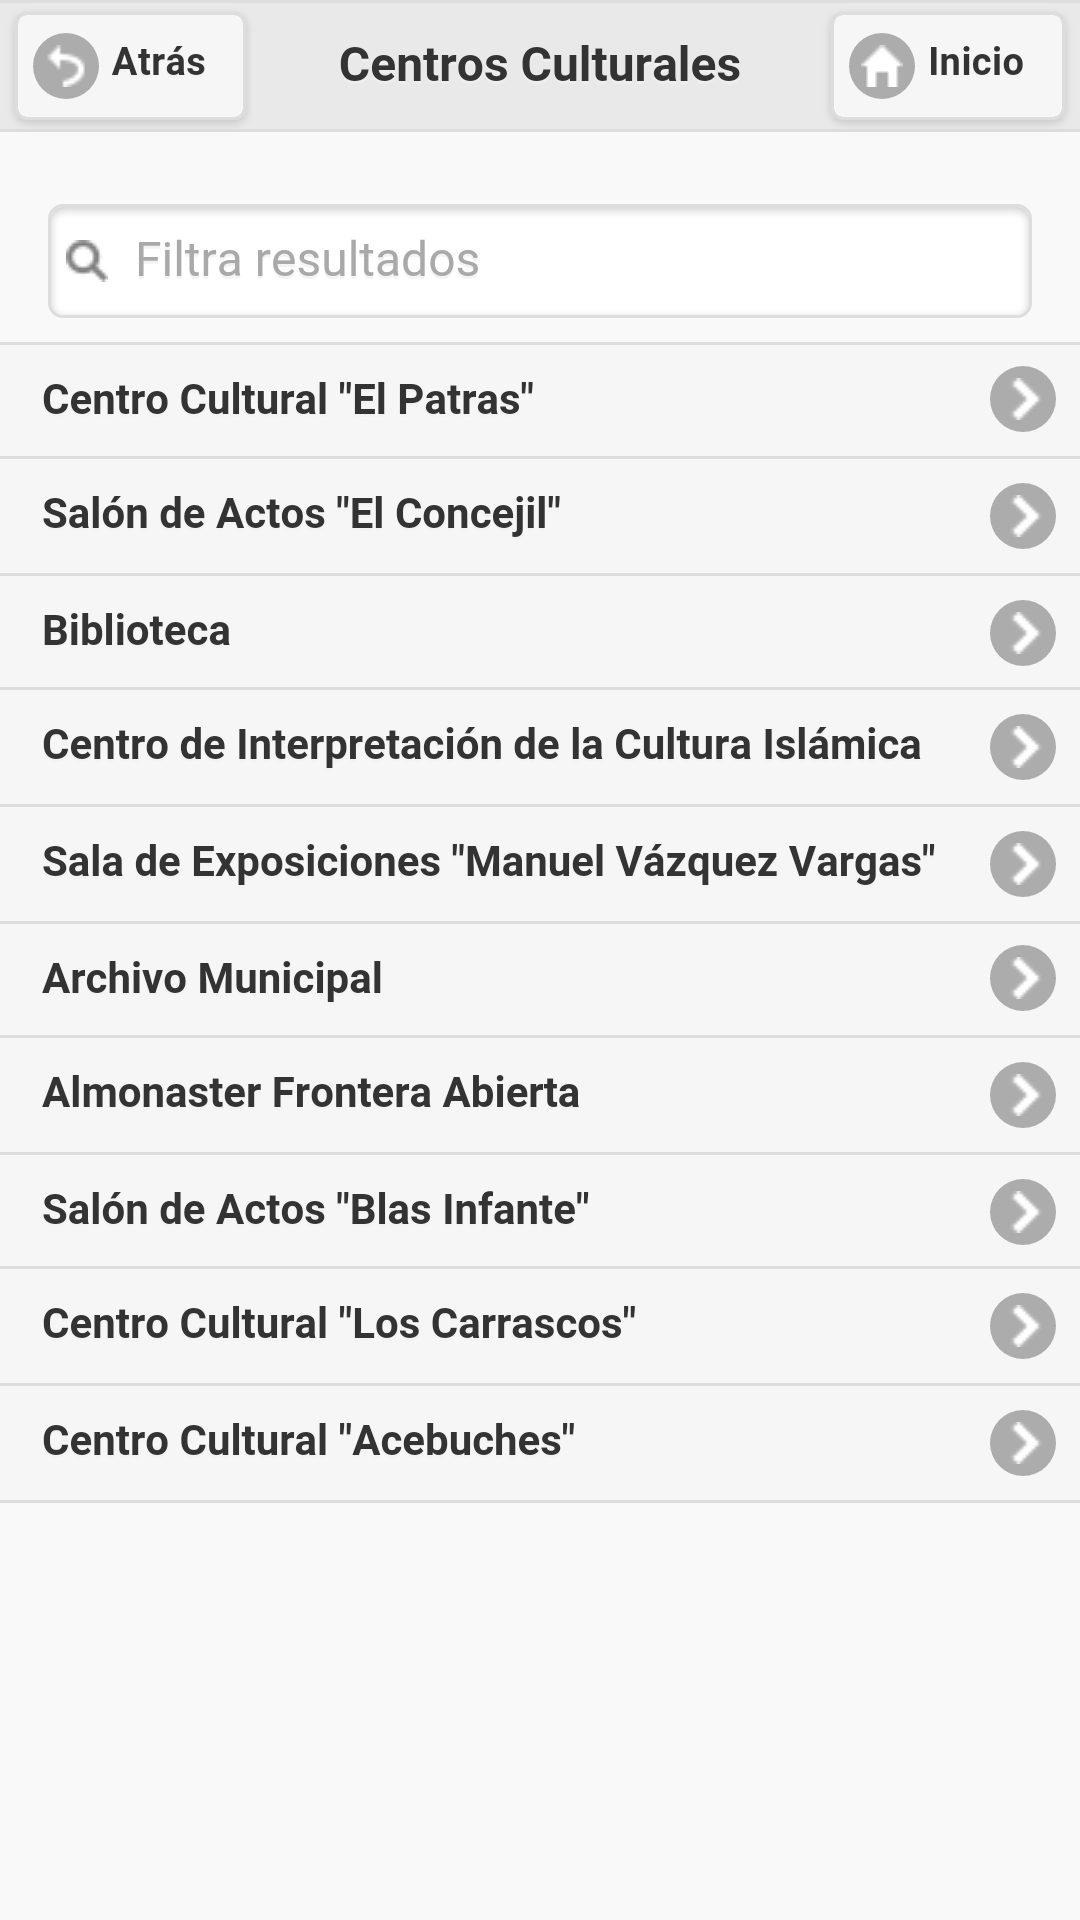 Atrás
Centros Culturales
Inicio
Filtra resultados
Centro Cultural "El Patras"
Salón de Actos "El Concejil"
Biblioteca
Centro de Interpretación de la Cultura Islámica
Sala de Exposiciones "Manuel Vázquez Vargas"
Archivo Municipal
Almonaster Frontera Abierta
Salón de Actos "Blas Infante"
Centro Cultural "Los Carrascos"
Centro Cultural "Acebuches"